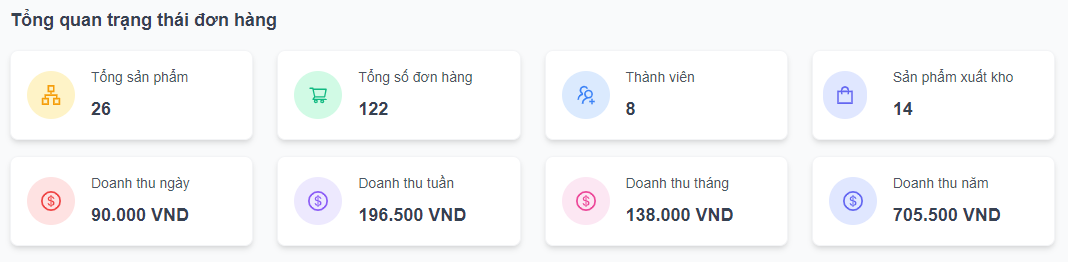 Tổng quan trạng thái đơn hàng
Tổng sản phẩm
26
Tổng số đơn hàng
122
Thành viên
8
Sản phẩm xuất kho
14
Doanh thu ngày
90.000 VND
Doanh thu tuần
196.500 VND
Doanh thu tháng
138.000 VND
Doanh thu năm
705.500 VND